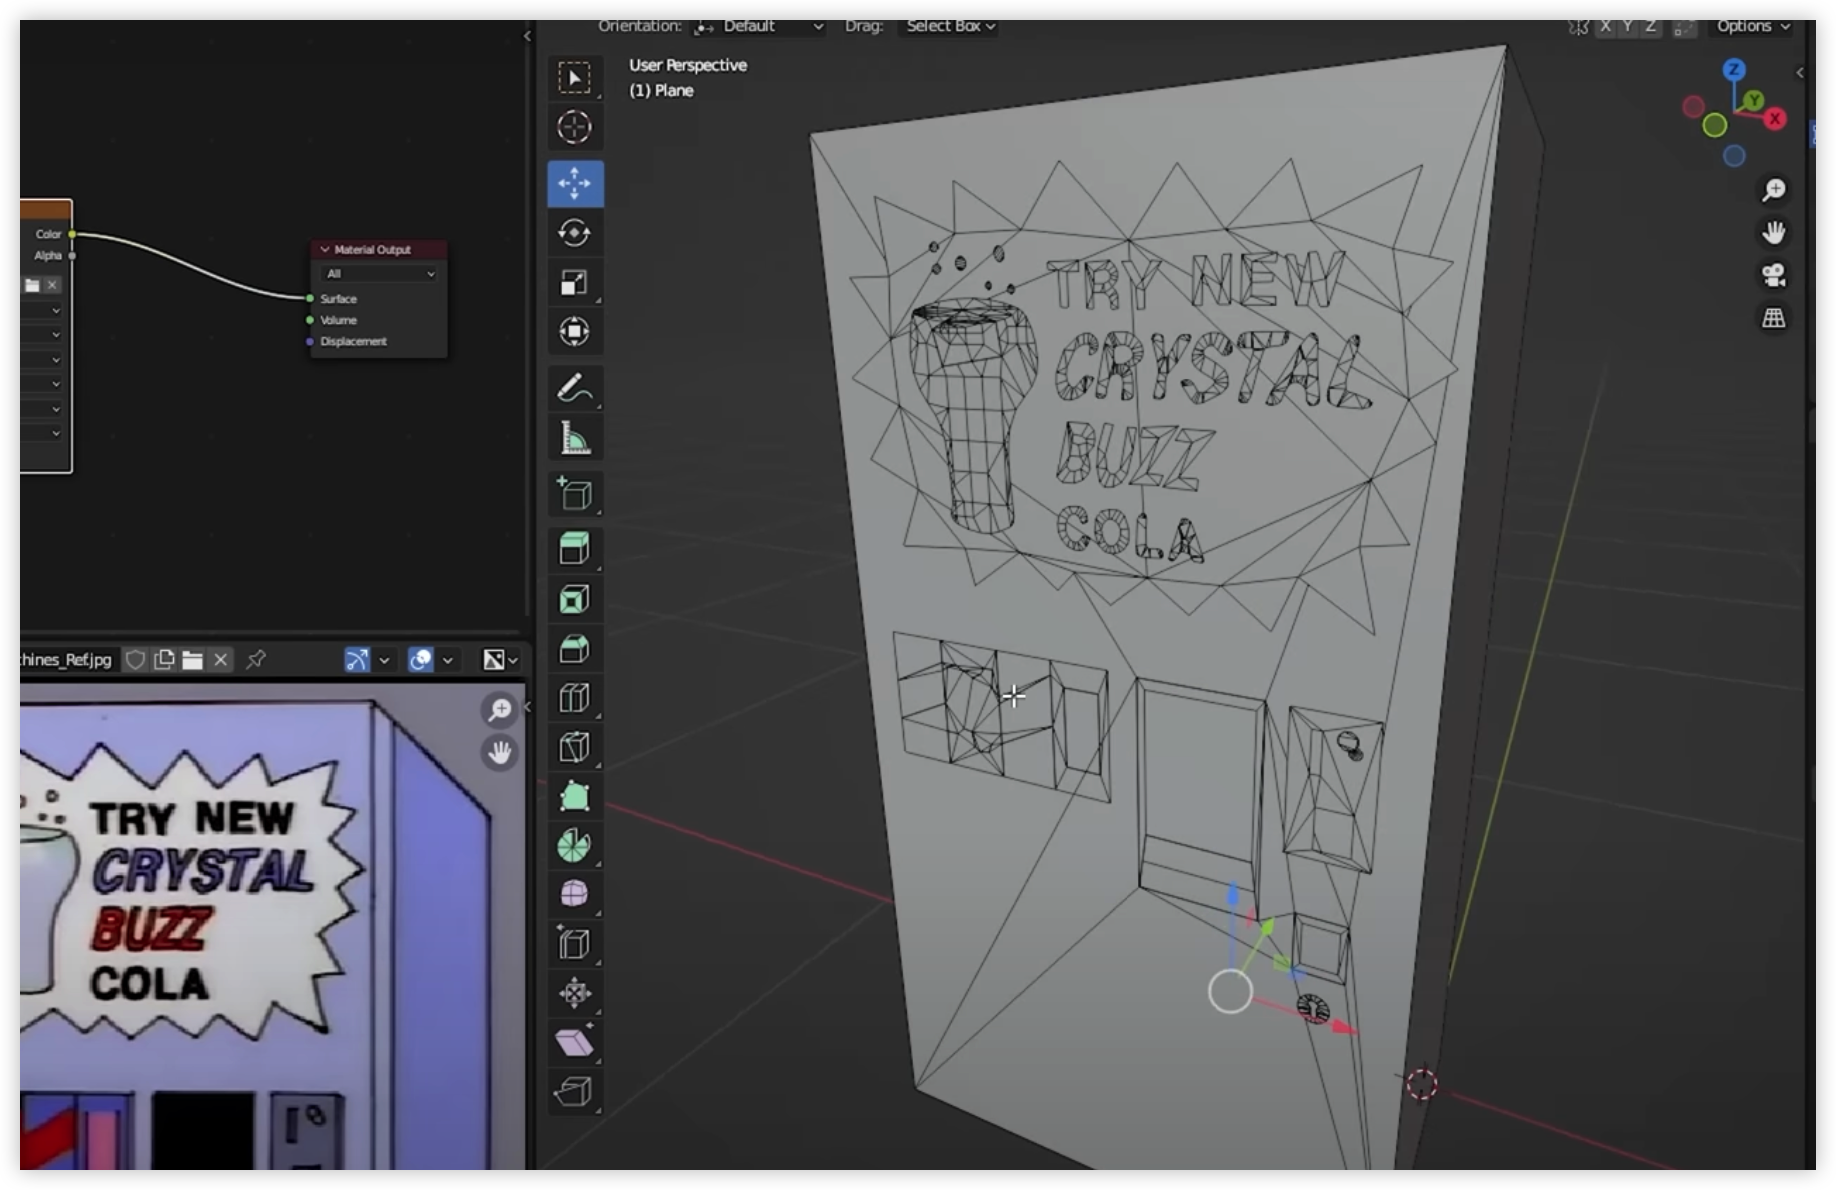 Orientation: Default Drag: Select Box
X Y Z Options
User Perspective
(1) Plane
Z
Y
X
Color
Alpha
Material Output
All
Surface
Volume
Displacement
TRY NEW
CRYSTAL
BUZZ
COLA
hines_Ref.jpg
TRY NEW
CRYSTAL
BUZZ
COLA